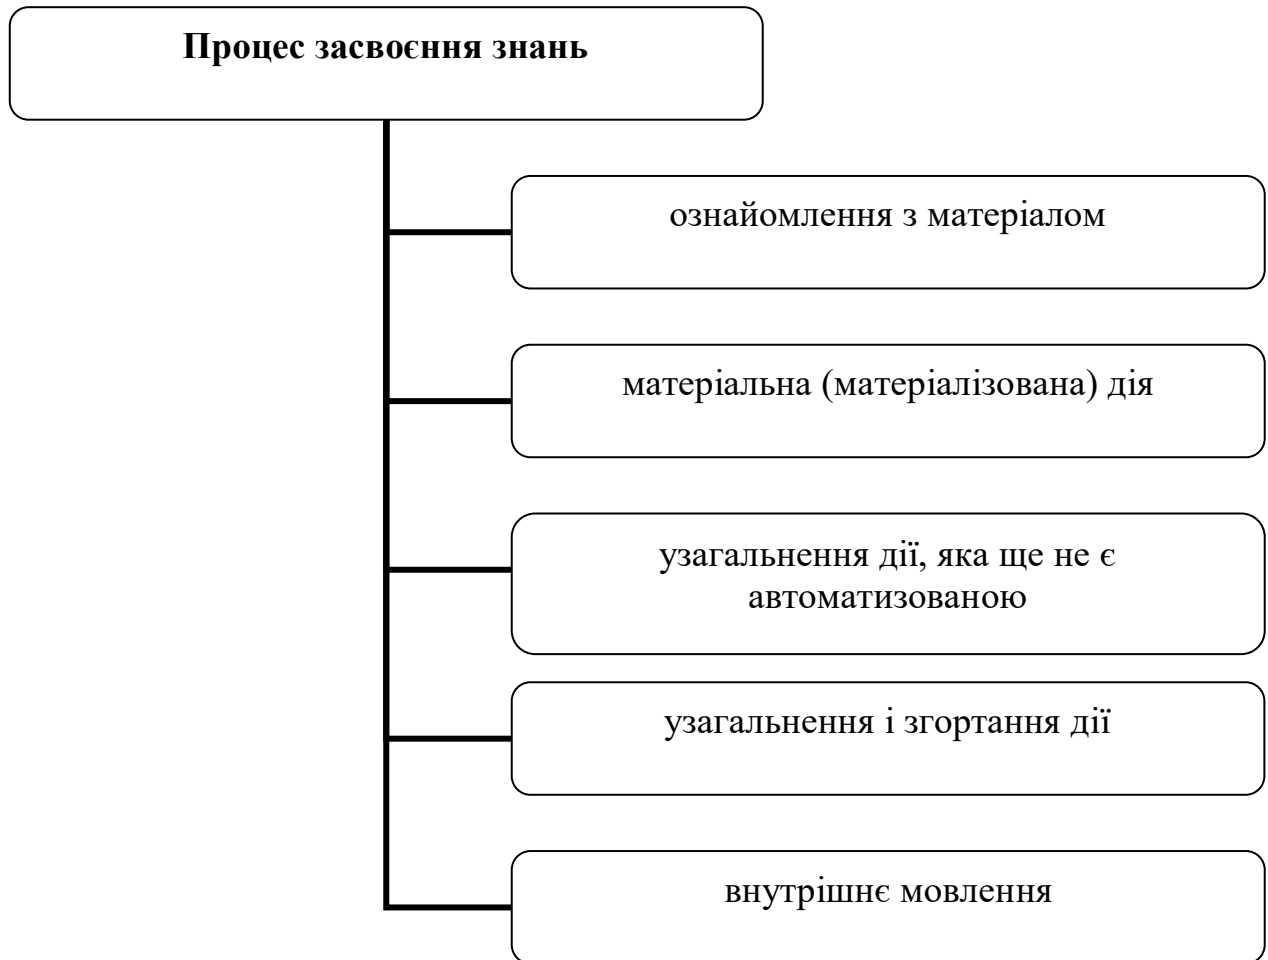 Процес засвоєння знань
ознайомлення з матеріалом
матеріальна (матеріалізована) дія
узагальнення дії, яка ще не є
автоматизованою
узагальнення і згортання дії
внутрішнє мовлення